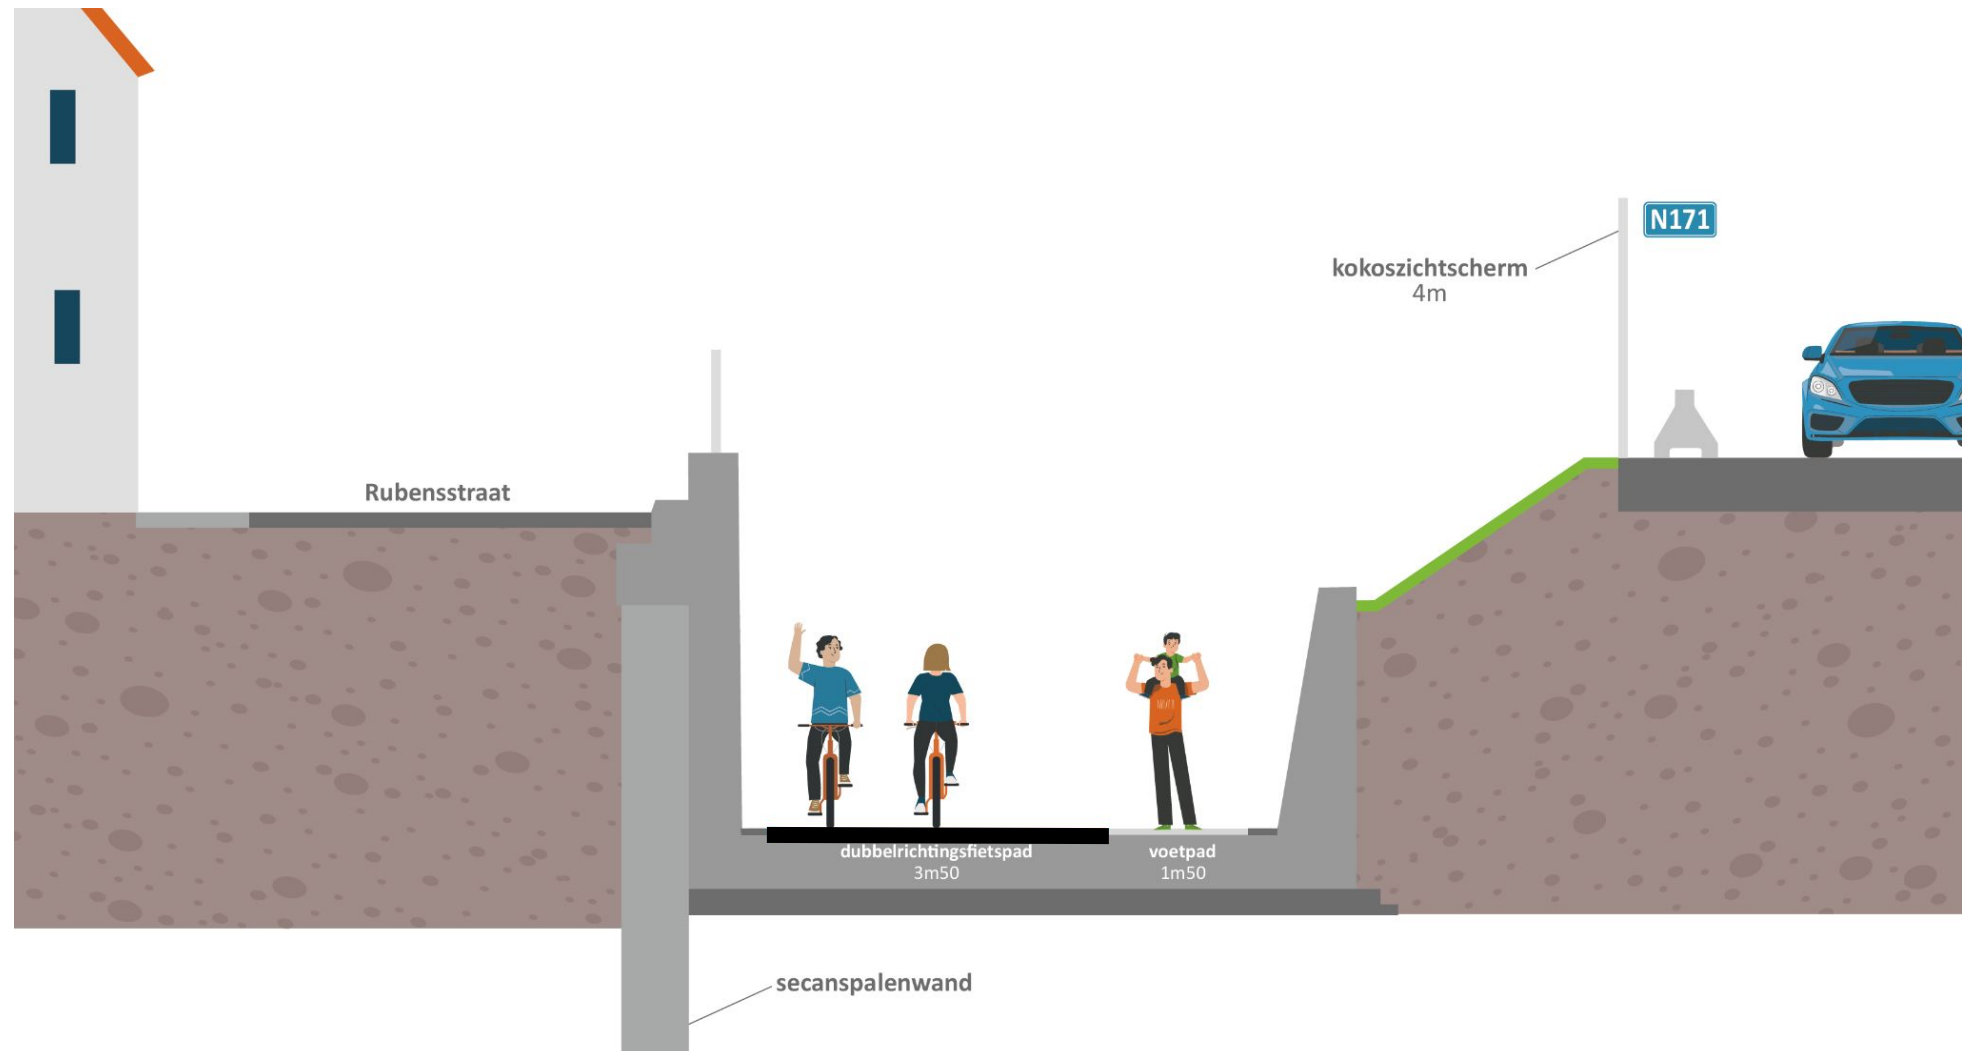 N171
kokoszichtscherm
4m
Rubensstraat
dubbelrichtingsfietspad
3m50
voetpad
1m50
secanspalenwand